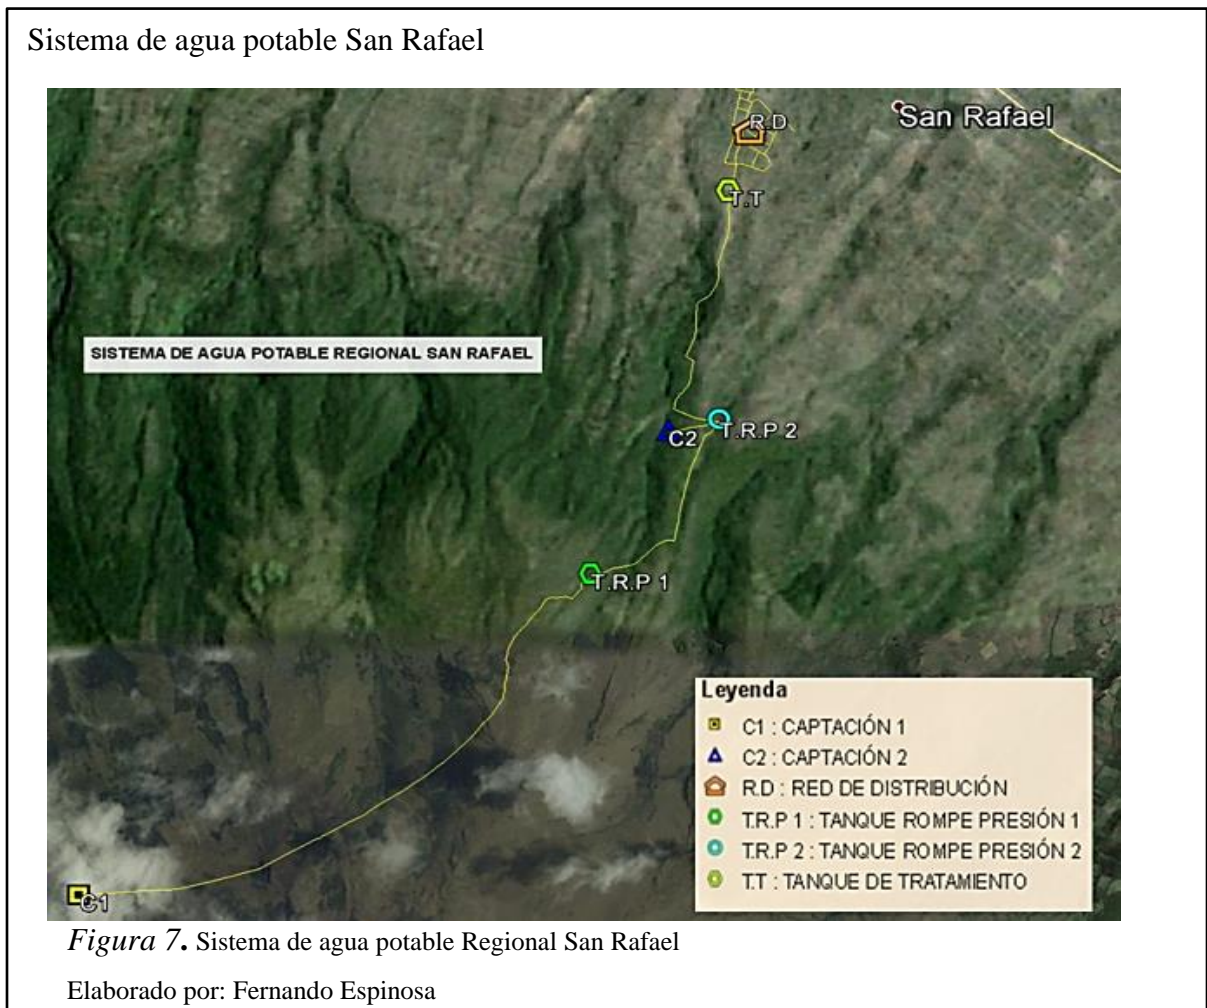 Sistema de agua potable San Rafael
San Rafael
R.D
T.T
SISTEMA DE AGUA POTABLE REGIONAL SAN RAFAEL
T.R.P 2
C2
T.R.P 1
Leyenda
C1 : CAPTACIÓN 1
C2 : CAPTACIÓN 2
R.D : RED DE DISTRIBUCIÓN
T.R.P 1 : TANQUE ROMPE PRESIÓN 1
T.R.P 2 : TANQUE ROMPE PRESIÓN 2
T.T : TANQUE DE TRATAMIENTO
C1
Figura 7. Sistema de agua potable Regional San Rafael
Elaborado por: Fernando Espinosa